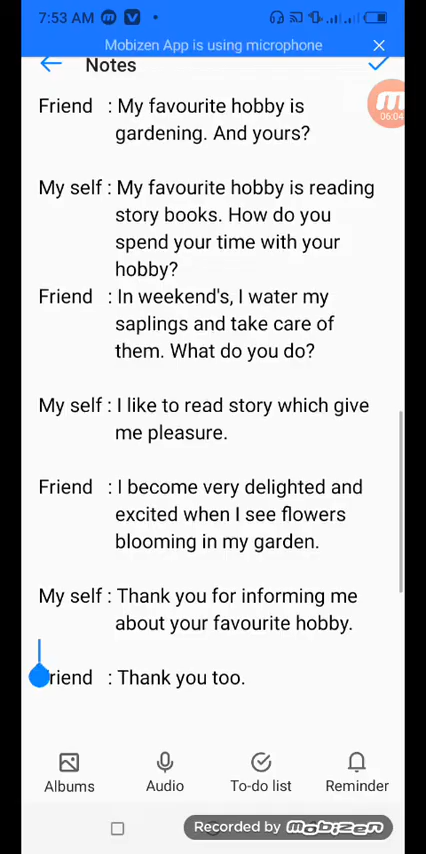 7:53 AM
Mobizen App is using microphone
Notes
06:04
Friend : My favourite hobby is
gardening. And yours?
My self : My favourite hobby is reading
story books. How do you
spend your time with your
hobby?
Friend : In weekend's, I water my
saplings and take care of
them. What do you do?
My self : I like to read story which give
me pleasure.
Friend : I become very delighted and
excited when I see flowers
blooming in my garden.
My self : Thank you for informing me
about your favourite hobby.
Friend : Thank you too.
Albums Audio To-do list Reminder
Recorded by mobizen